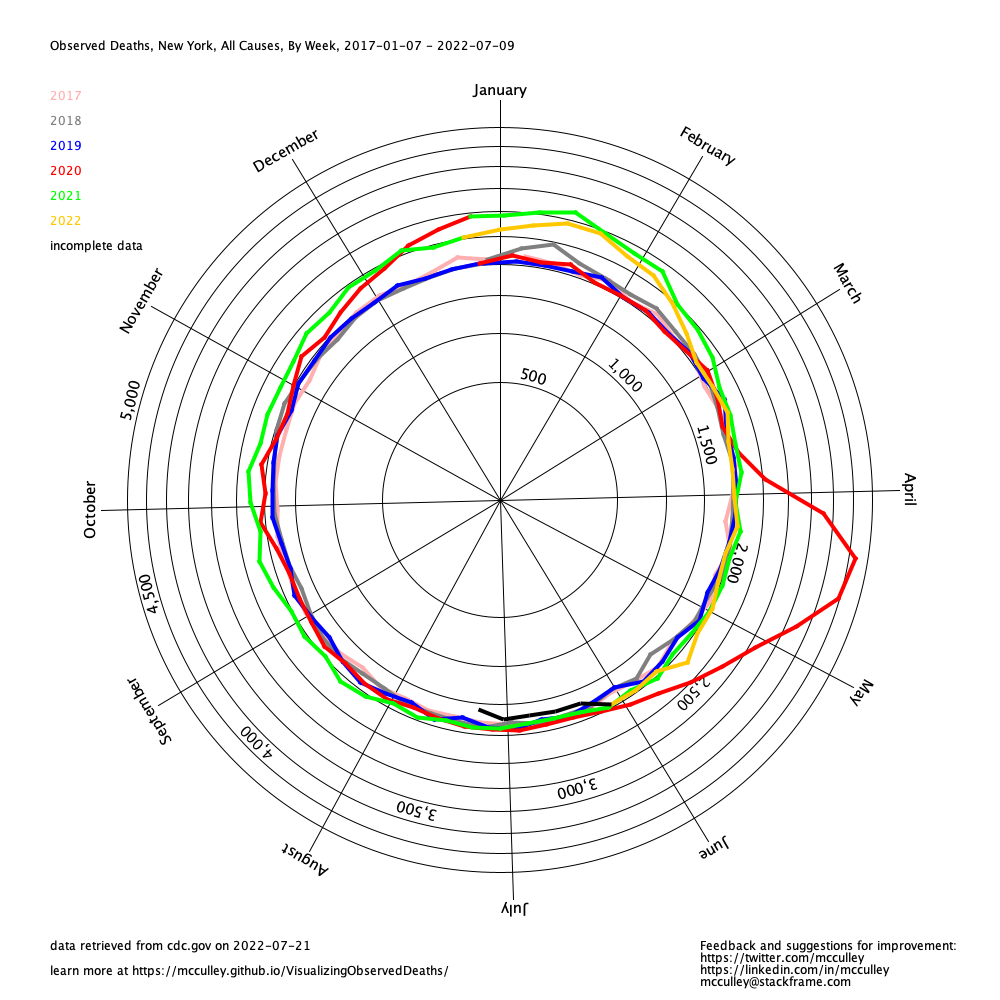 Observed Deaths, New York, All Causes, By Week, 2017-01-07 - 2022-07-09
January
2017
2018
2019
2020
2021
2022
incomplete data
December
February
November
March
500
1,000
5,000
1,500
October
April
2,000
4,500
2,500
September
May
4,000
3,000
3,500
August
June
July
data retrieved from cdc.gov on 2022-07-21
learn more at https://mcculley.github.io/VisualizingObservedDeaths/
Feedback and suggestions for improvement:
https://twitter.com/mcculley
https://linkedin.com/in/mcculley
mcculley@stackframe.com